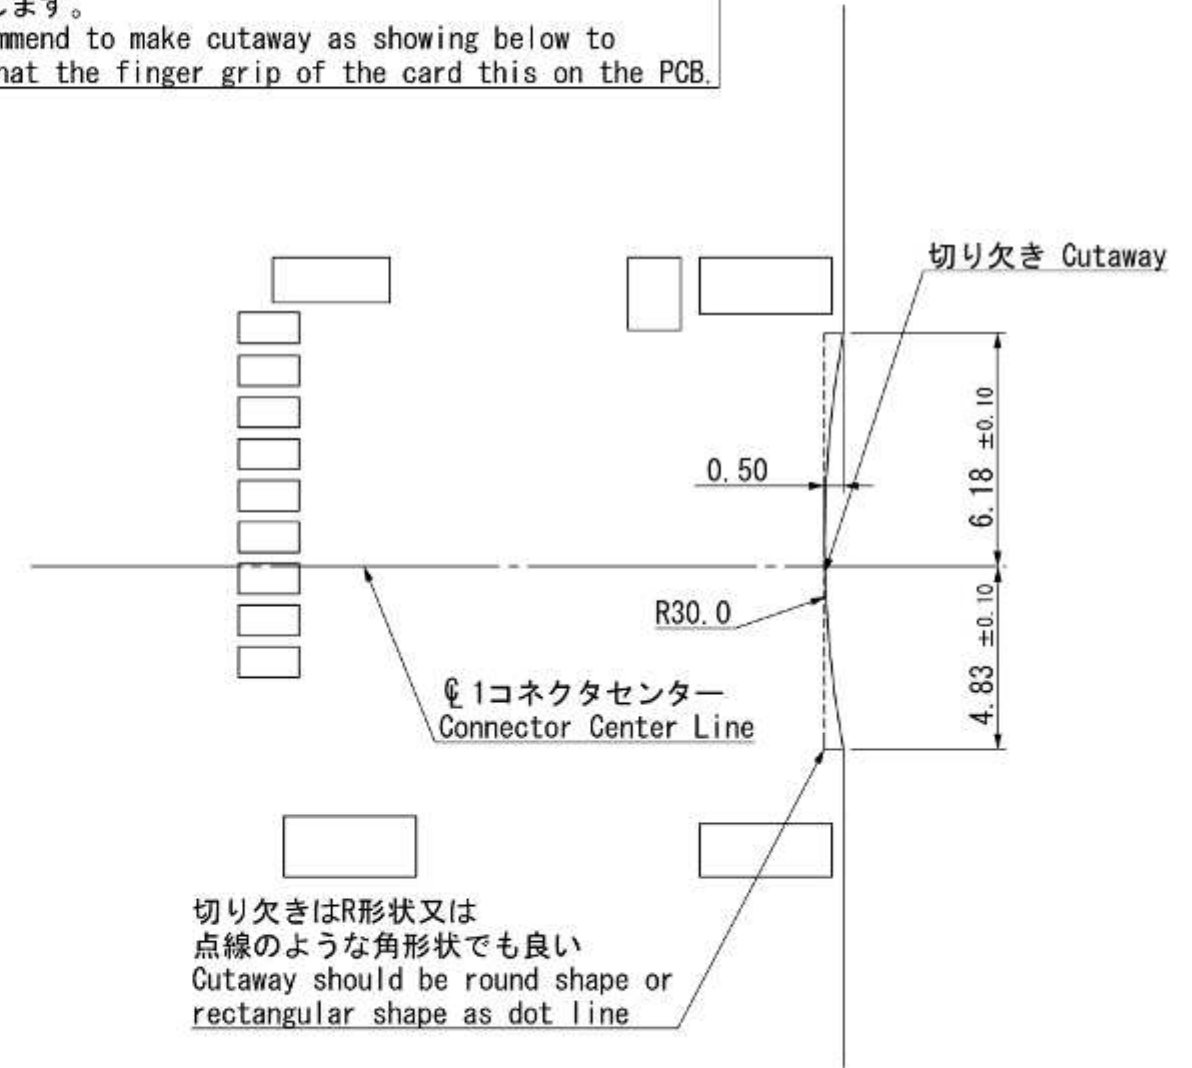 します。
mmend to make cutaway as showing below to
hat the finger grip of the card this on the PCB.
切り欠き Cutaway
6.18 ±0.10
0.50
R30.0
4.83 ±0.10
℄ 1コネクタセンター
Connector Center Line
切り欠きはR形状又は
点線のような角形状でも良い
Cutaway should be round shape or
rectangular shape as dot line